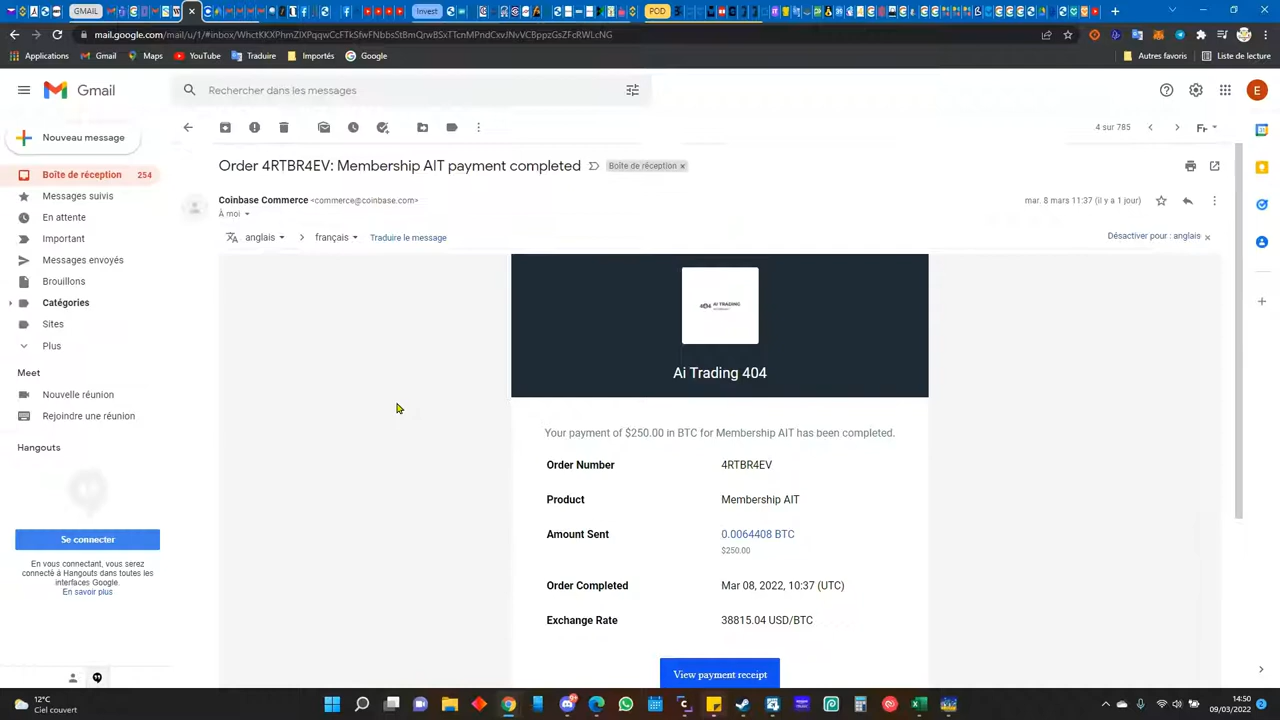 GMAIL
Invest
POD
mail.google.com/mail/u/1/#inbox/WhctKKXPhmZlXPqqwCcFTkSfwFNbbsStBmQrwBSxTTcnMPndCxvJNvVCBppzGsZFcRWLcNG
Applications
Gmail
Maps
YouTube
Traduire
Importés
Google
Autres favoris
Liste de lecture
Gmail
Rechercher dans les messages
E
Nouveau message
4 sur 785
Fr
Order 4RTBR4EV: Membership AIT payment completed
Boîte de réception ×
Boîte de réception 254
Messages suivis
En attente
Important
Messages envoyés
Brouillons
Catégories
Sites
Plus
Coinbase Commerce <commerce@coinbase.com>
mar. 8 mars 11:37 (il y a 1 jour)
À moi
anglais
français
Traduire le message
Désactiver pour : anglais ×
Meet
Nouvelle réunion
Rejoindre une réunion
Hangouts
Se connecter
En vous connectant, vous serez
connecté à Hangouts dans toutes les
interfaces Google.
En savoir plus
404 AI TRADING
Ai Trading 404
Your payment of $250.00 in BTC for Membership AIT has been completed.
Order Number 4RTBR4EV
Product Membership AIT
Amount Sent 0.0064408 BTC
$250.00
Order Completed Mar 08, 2022, 10:37 (UTC)
Exchange Rate 38815.04 USD/BTC
View payment receipt
12°C
Ciel couvert
14:50
09/03/2022